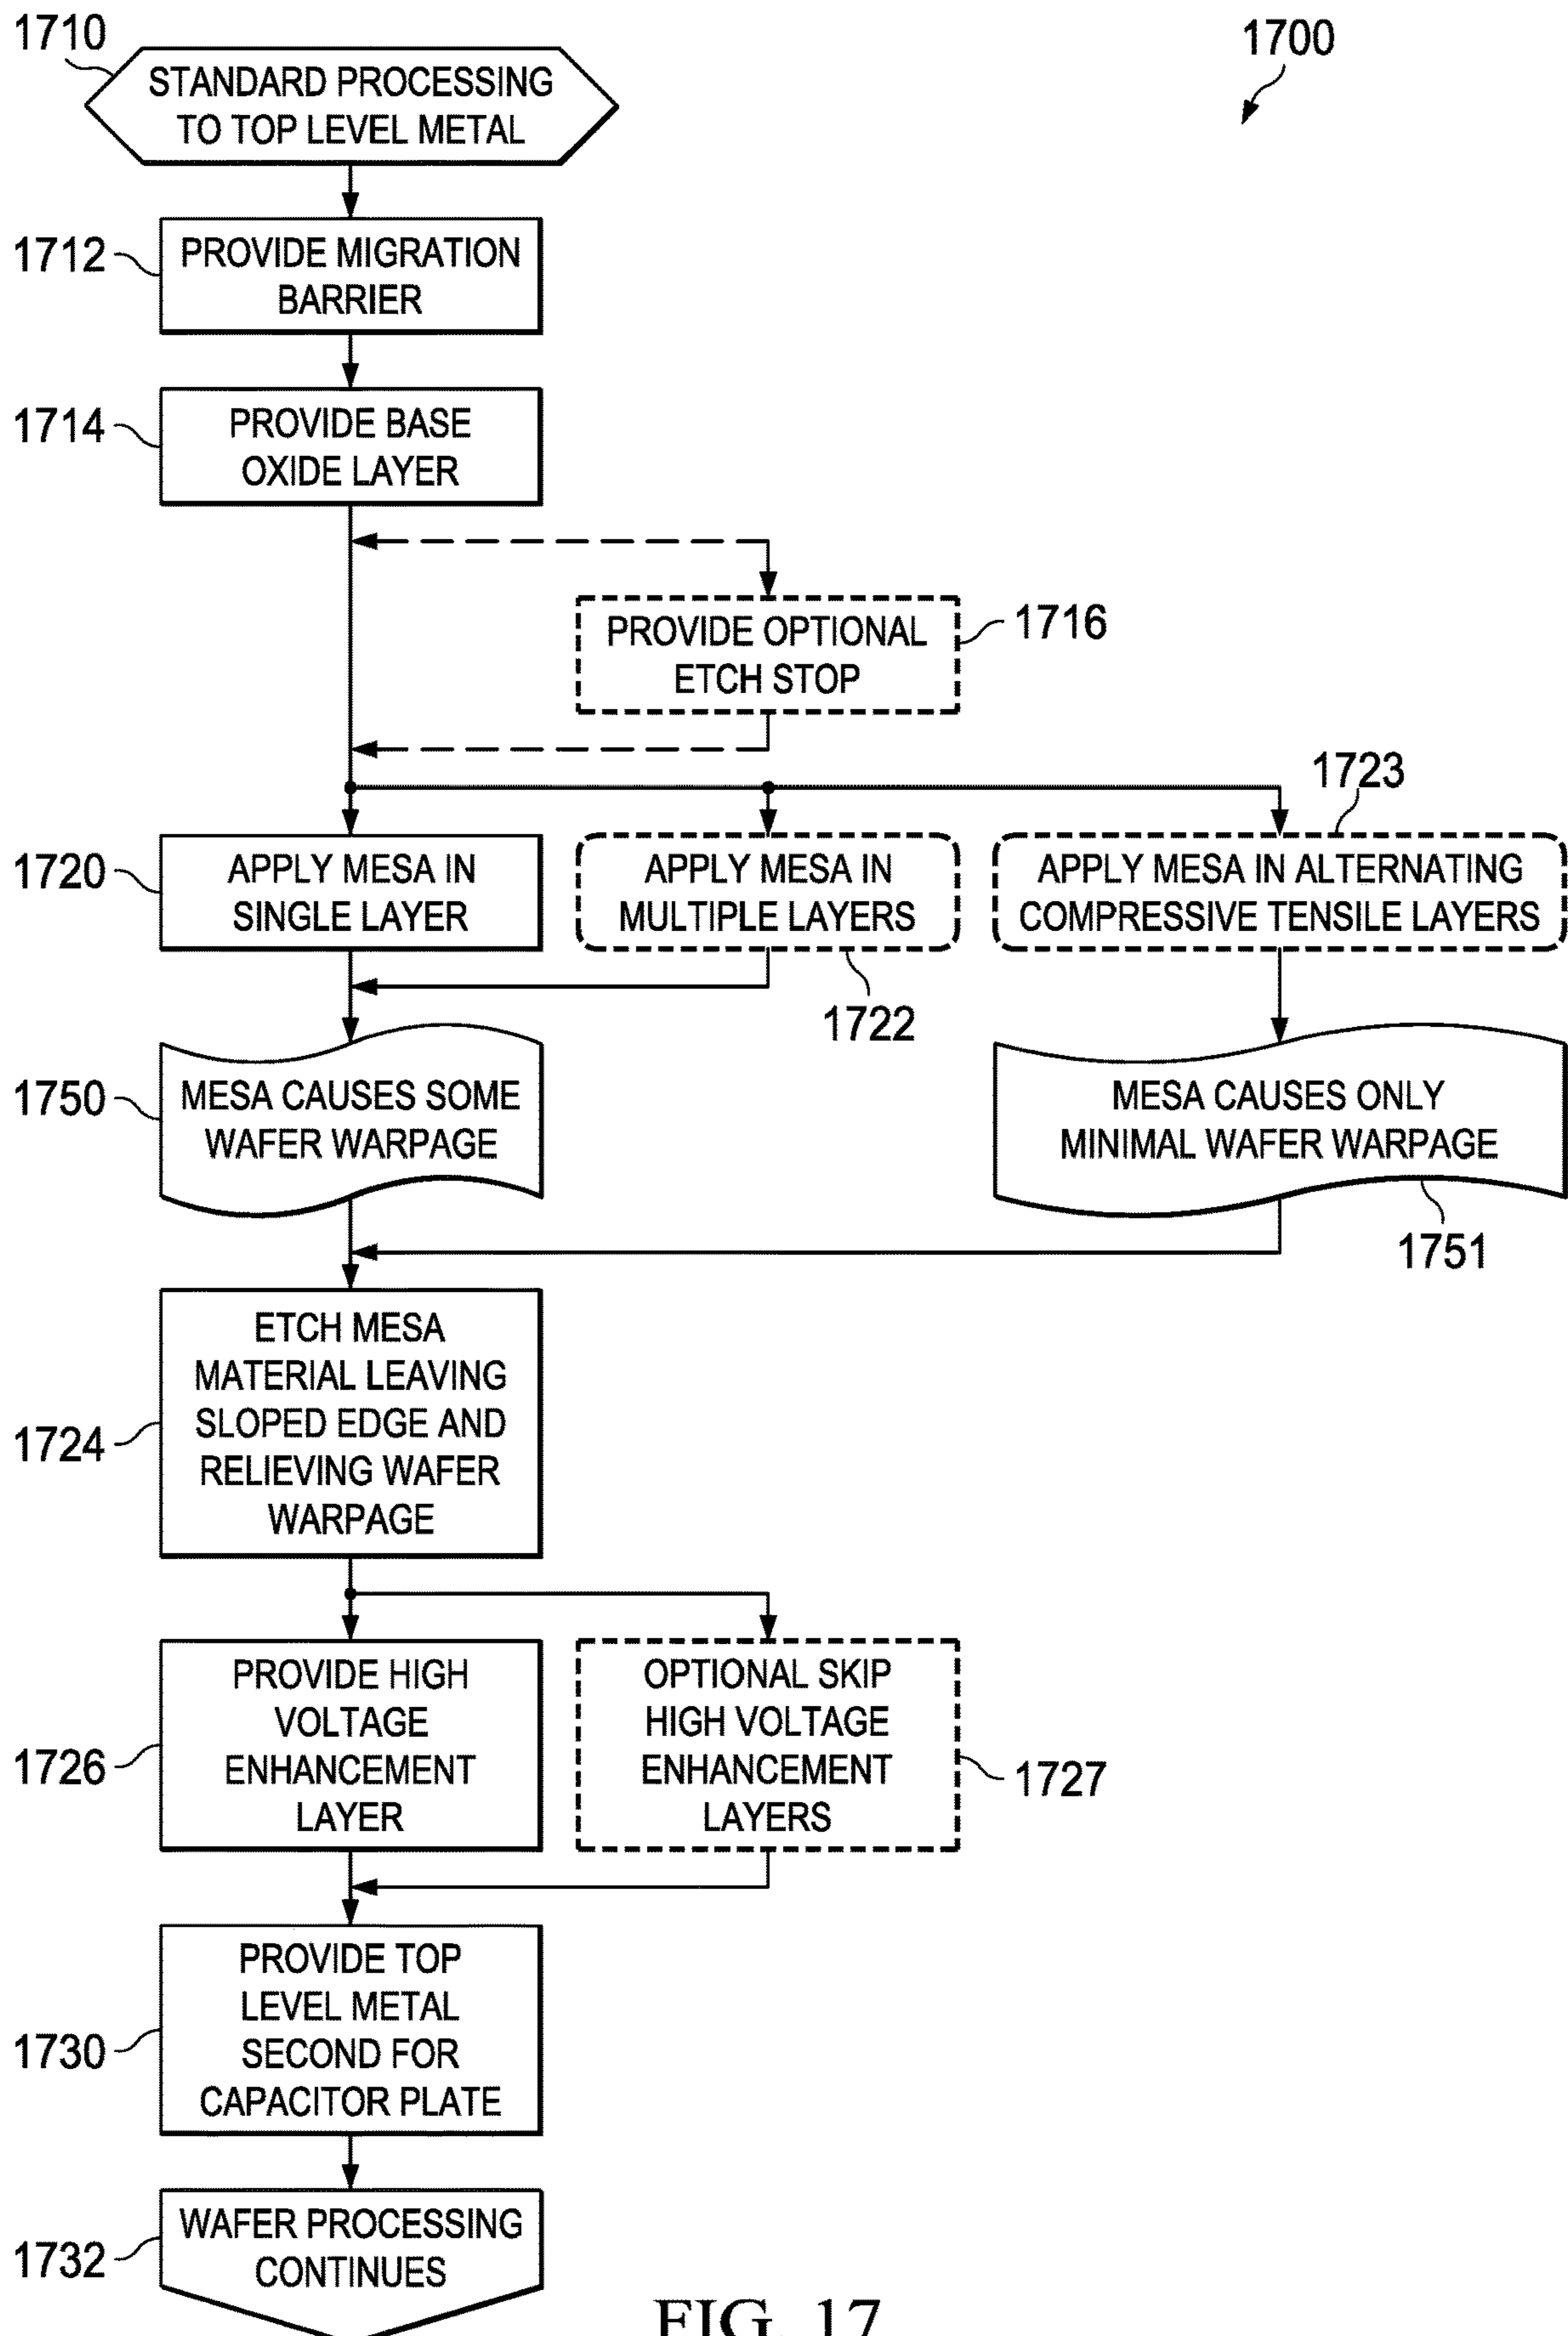 1710
1700
STANDARD PROCESSING
TO TOP LEVEL METAL
1712
PROVIDE MIGRATION
BARRIER
1714
PROVIDE BASE
OXIDE LAYER
PROVIDE OPTIONAL
ETCH STOP
1716
1723
1720
APPLY MESA IN
SINGLE LAYER
APPLY MESA IN
MULTIPLE LAYERS
1722
APPLY MESA IN ALTERNATING
COMPRESSIVE TENSILE LAYERS
1750
MESA CAUSES SOME
WAFER WARPAGE
MESA CAUSES ONLY
MINIMAL WAFER WARPAGE
1751
1724
ETCH MESA
MATERIAL LEAVING
SLOPED EDGE AND
RELIEVING WAFER
WARPAGE
1726
PROVIDE HIGH
VOLTAGE
ENHANCEMENT
LAYER
OPTIONAL SKIP
HIGH VOLTAGE
ENHANCEMENT
LAYERS
1727
1730
PROVIDE TOP
LEVEL METAL
SECOND FOR
CAPACITOR PLATE
1732
WAFER PROCESSING
CONTINUES
FIG. 17